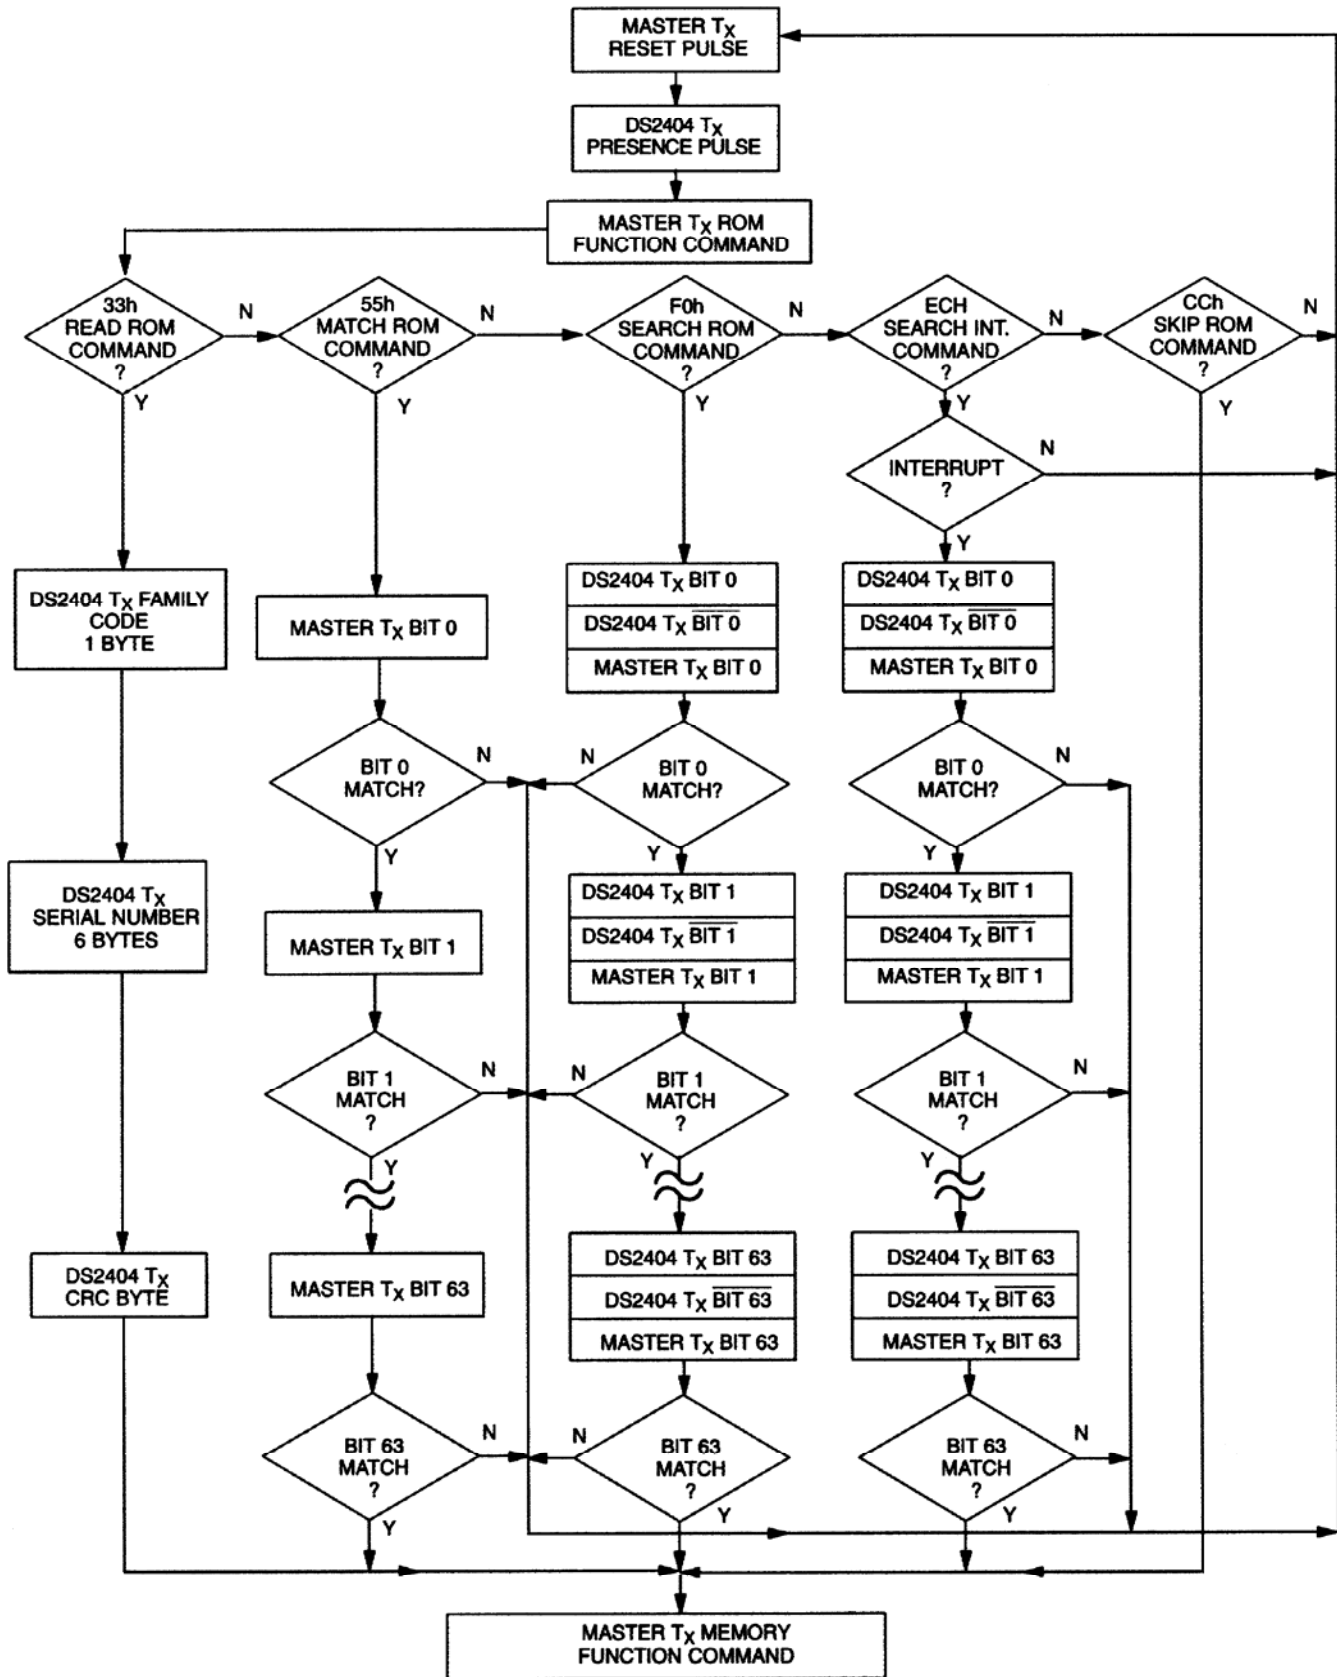 MASTER TX
RESET PULSE
DS2404 TX
PRESENCE PULSE
MASTER TX ROM
FUNCTION COMMAND
33h
READ ROM
COMMAND
?
N
Y
55h
MATCH ROM
COMMAND
?
N
Y
F0h
SEARCH ROM
COMMAND
?
N
Y
ECH
SEARCH INT.
COMMAND
?
N
Y
CCh
SKIP ROM
COMMAND
?
N
Y
INTERRUPT
?
N
Y
DS2404 TX FAMILY
CODE
1 BYTE
MASTER TX BIT 0
DS2404 TX BIT 0
DS2404 TX BIT 0
MASTER TX BIT 0
DS2404 TX BIT 0
DS2404 TX BIT 0
MASTER TX BIT 0
BIT 0
MATCH?
N
Y
BIT 0
MATCH?
N
Y
BIT 0
MATCH?
N
Y
DS2404 TX
SERIAL NUMBER
6 BYTES
MASTER TX BIT 1
DS2404 TX BIT 1
DS2404 TX BIT 1
MASTER TX BIT 1
DS2404 TX BIT 1
DS2404 TX BIT 1
MASTER TX BIT 1
BIT 1
MATCH
?
N
Y
BIT 1
MATCH
?
N
Y
BIT 1
MATCH
?
N
Y
DS2404 TX
CRC BYTE
MASTER TX BIT 63
DS2404 TX BIT 63
DS2404 TX BIT 63
MASTER TX BIT 63
DS2404 TX BIT 63
DS2404 TX BIT 63
MASTER TX BIT 63
BIT 63
MATCH
?
N
Y
BIT 63
MATCH
?
N
Y
BIT 63
MATCH
?
N
Y
MASTER TX MEMORY
FUNCTION COMMAND